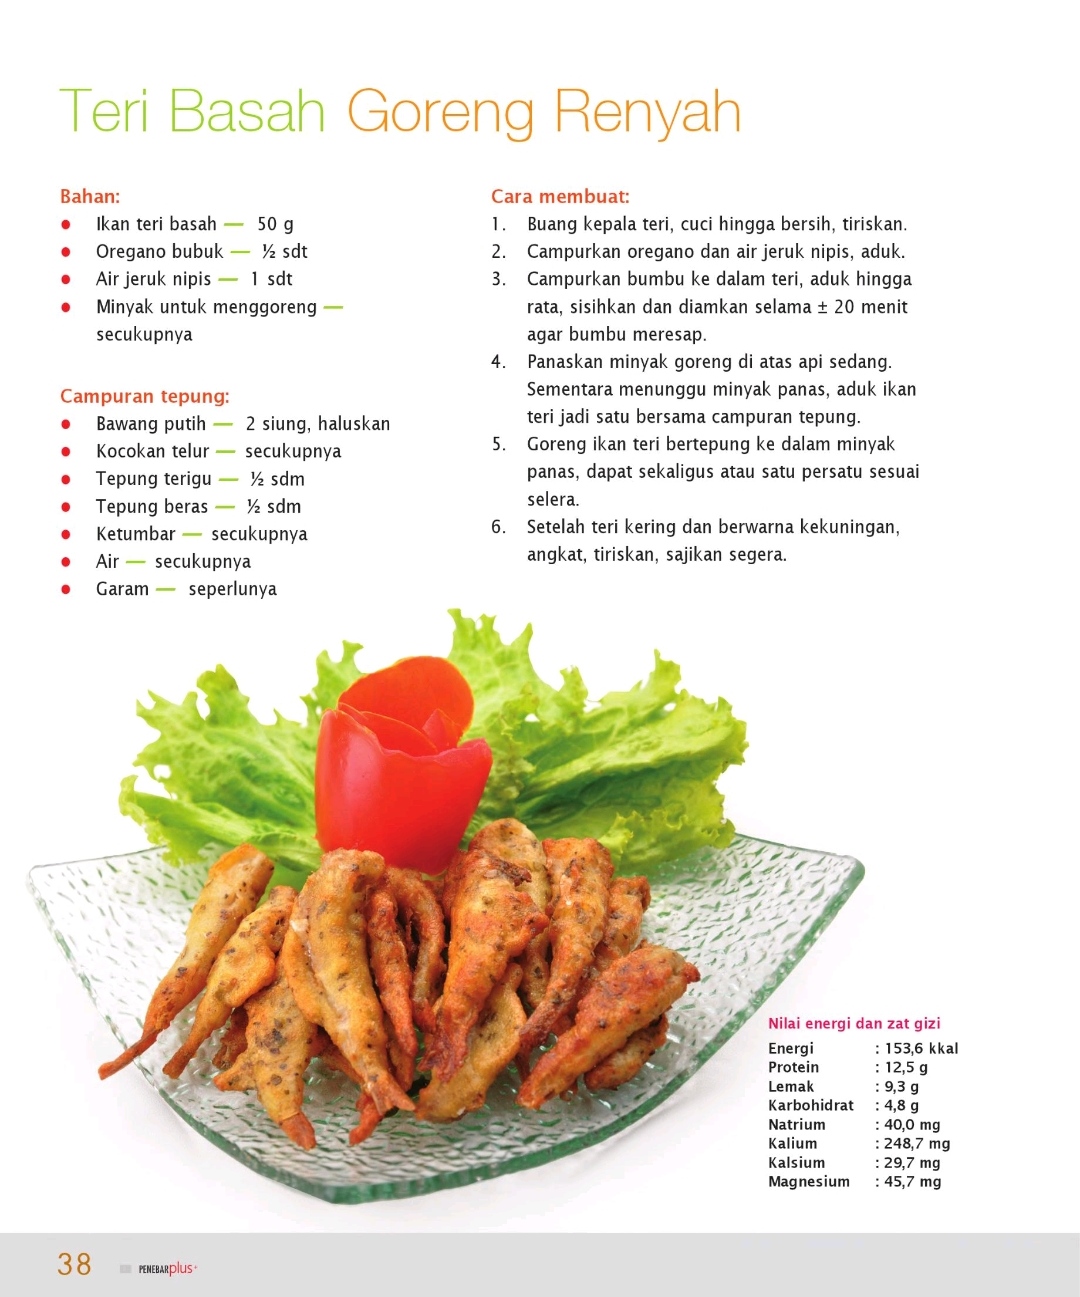 Teri Basah Goreng Renyah
Bahan:
● Ikan teri basah — 50 g
● Oregano bubuk — ½ sdt
● Air jeruk nipis — 1 sdt
● Minyak untuk menggoreng —
secukupnya
Campuran tepung:
● Bawang putih — 2 siung, haluskan
● Kocokan telur — secukupnya
● Tepung terigu — ½ sdm
● Tepung beras — ½ sdm
● Ketumbar — secukupnya
● Air — secukupnya
● Garam — seperlunya
Cara membuat:
1. Buang kepala teri, cuci hingga bersih, tiriskan.
2. Campurkan oregano dan air jeruk nipis, aduk.
3. Campurkan bumbu ke dalam teri, aduk hingga
rata, sisihkan dan diamkan selama ± 20 menit
agar bumbu meresap.
4. Panaskan minyak goreng di atas api sedang.
Sementara menunggu minyak panas, aduk ikan
teri jadi satu bersama campuran tepung.
5. Goreng ikan teri bertepung ke dalam minyak
panas, dapat sekaligus atau satu persatu sesuai
selera.
6. Setelah teri kering dan berwarna kekuningan,
angkat, tiriskan, sajikan segera.
Nilai energi dan zat gizi
Energi : 153,6 kkal
Protein : 12,5 g
Lemak : 9,3 g
Karbohidrat : 4,8 g
Natrium : 40,0 mg
Kalium : 248,7 mg
Kalsium : 29,7 mg
Magnesium : 45,7 mg
38 PENEBARplus+